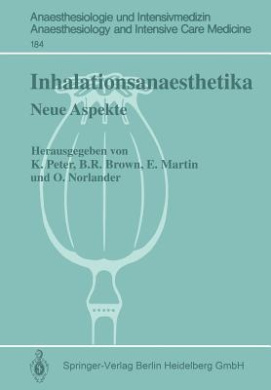 Anaesthesiologie und Intensivmedizin
Anaesthesiology and Intensive Care Medicine
184
Inhalationsanaesthetika
Neue Aspekte
Herausgegeben von
K. Peter, B.R. Brown, E. Martin
und O. Norlander
Springer-Verlag Berlin Heidelberg GmbH